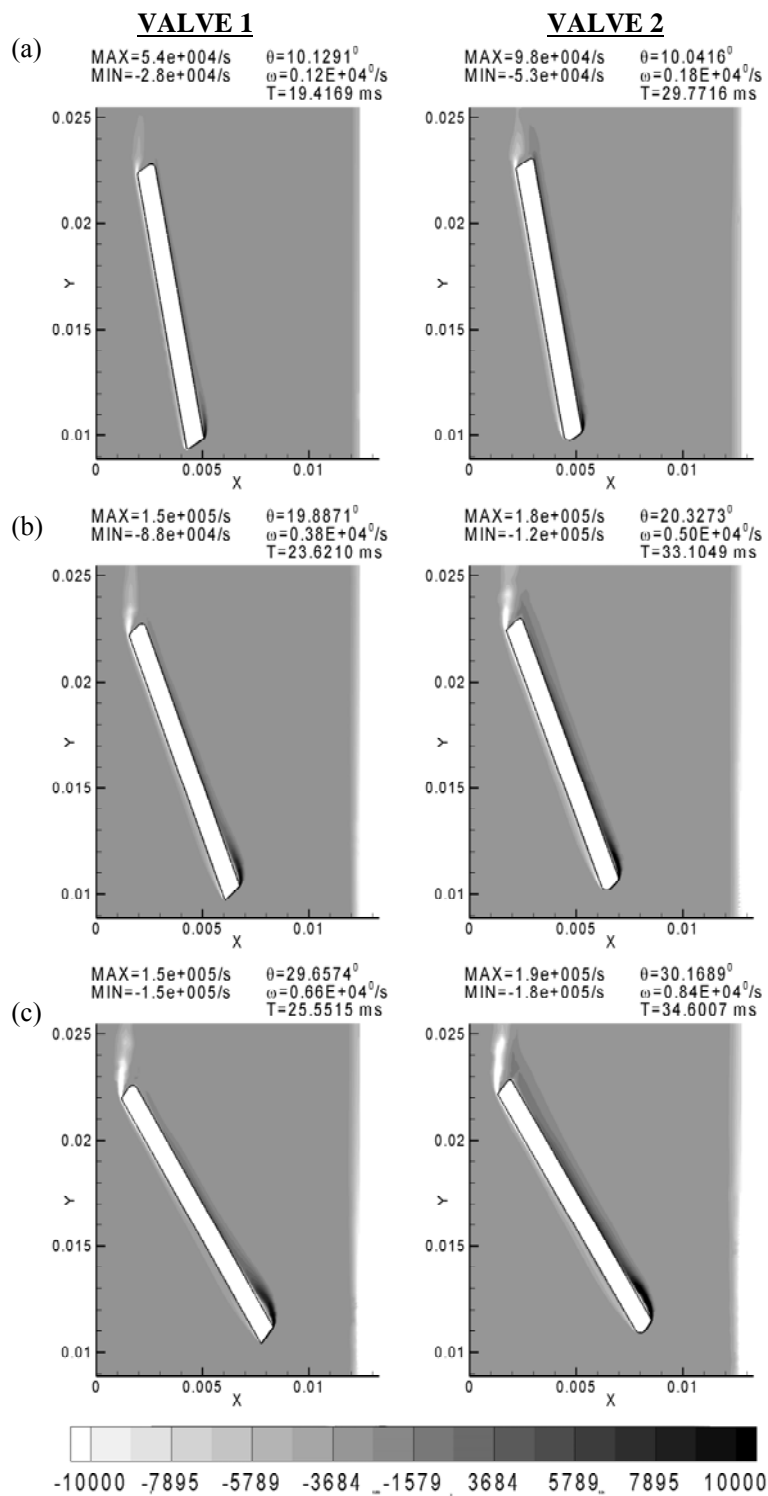 VALVE 1 VALVE 2
(a)
MAX=5.4e+004/s θ=10.1291⁰ MAX=9.8e+004/s θ=10.0416⁰
MIN=-2.8e+004/s ω=0.12E+04⁰/s MIN=-5.3e+004/s ω=0.18E+04⁰/s
T=19.4169 ms T=29.7716 ms
0.025 0.025
0.02 0.02
Y Y
0.015 0.015
0.01 0.01
0 0.005 0.01 0 0.005 0.01
X X
(b)
MAX=1.5e+005/s θ=19.8871⁰ MAX=1.8e+005/s θ=20.3273⁰
MIN=-8.8e+004/s ω=0.38E+04⁰/s MIN=-1.2e+005/s ω=0.50E+04⁰/s
T=23.6210 ms T=33.1049 ms
0.025 0.025
0.02 0.02
Y Y
0.015 0.015
0.01 0.01
0 0.005 0.01 0 0.005 0.01
X X
(c)
MAX=1.5e+005/s θ=29.6574⁰ MAX=1.9e+005/s θ=30.1689⁰
MIN=-1.5e+005/s ω=0.66E+04⁰/s MIN=-1.8e+005/s ω=0.84E+04⁰/s
T=25.5515 ms T=34.6007 ms
0.025 0.025
0.02 0.02
Y Y
0.015 0.015
0.01 0.01
0 0.005 0.01 0 0.005 0.01
X X
-10000 -7895 -5789 -3684 -1579 3684 5789 7895 10000